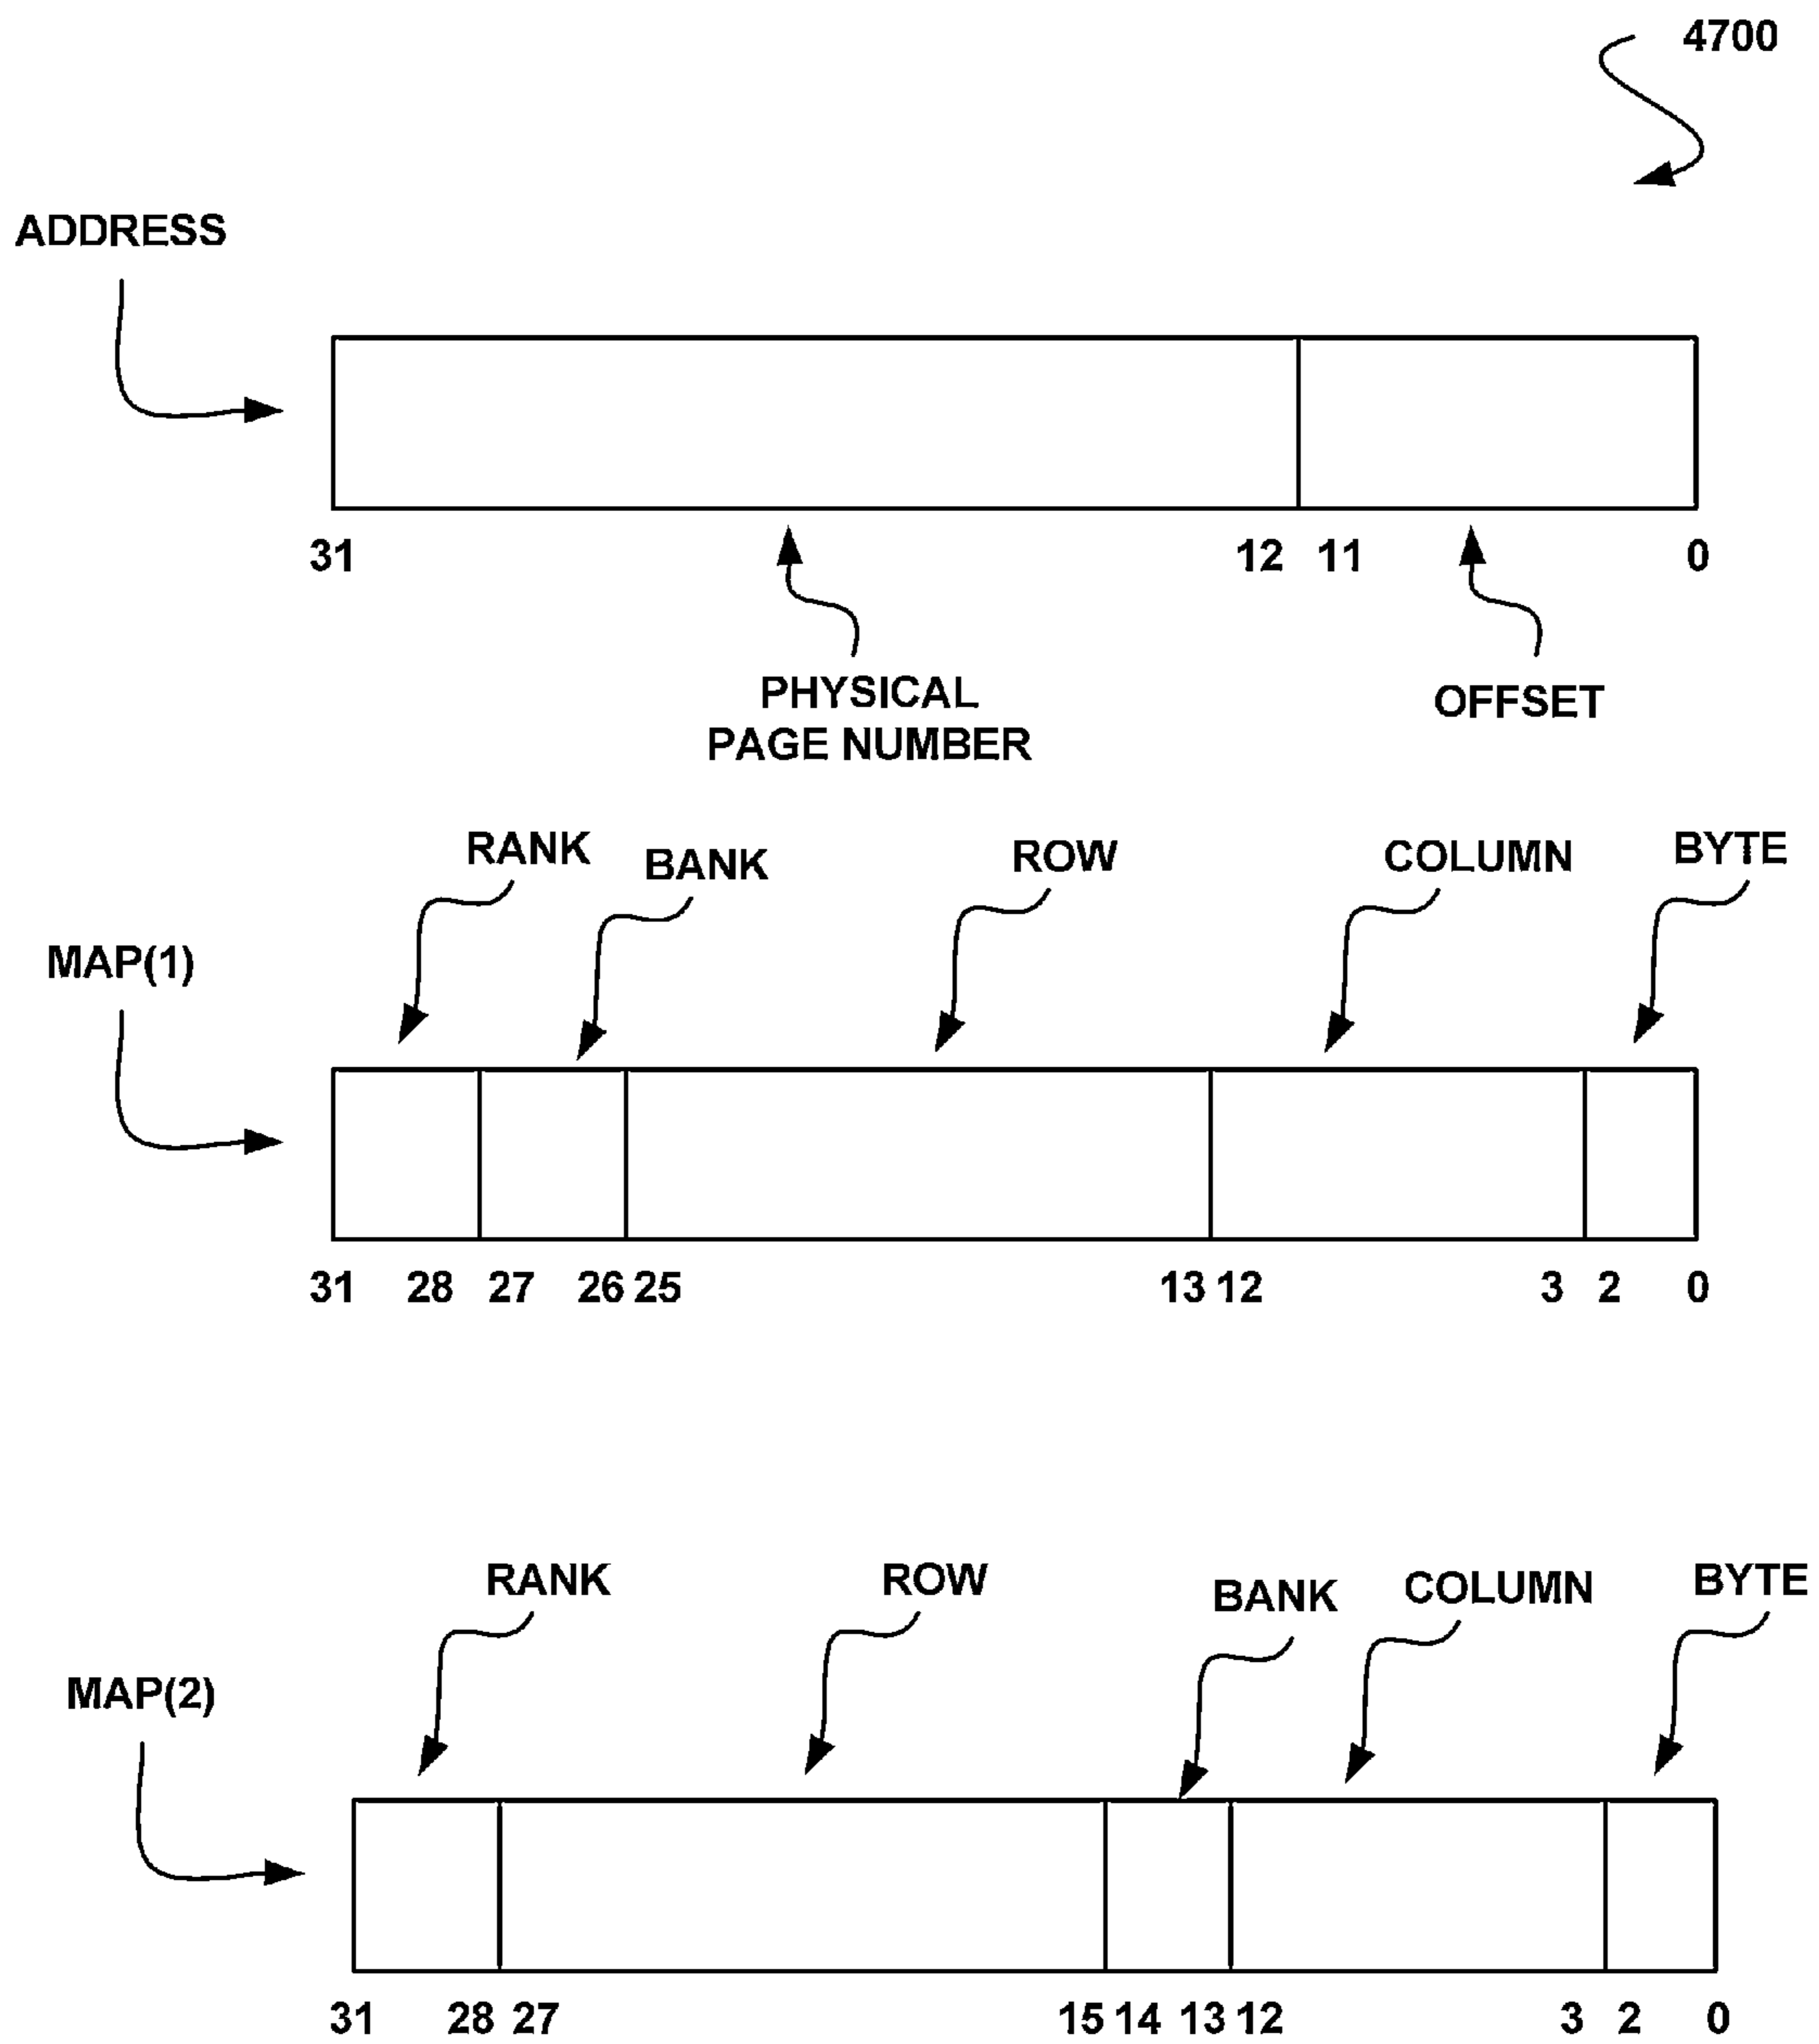 4700
ADDRESS
31 12 11 0
PHYSICAL
PAGE NUMBER
OFFSET
RANK BANK ROW COLUMN BYTE
MAP(1)
31 28 27 26 25 13 12 3 2 0
RANK ROW BANK COLUMN BYTE
MAP(2)
31 28 27 15 14 13 12 3 2 0